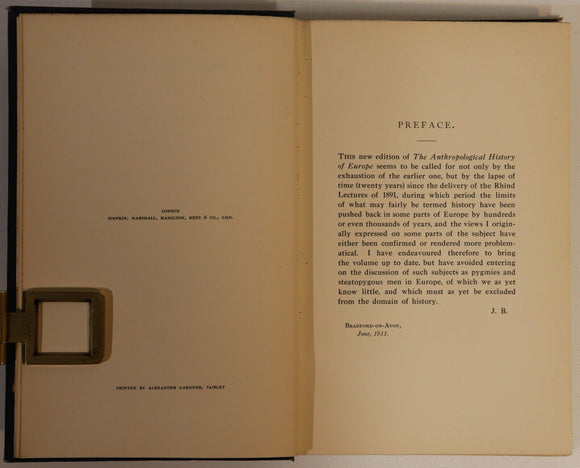 LONDON
SIMPKIN, MARSHALL, HAMILTON, KENT & CO., LMD.
PRINTED BY ALEXANDER GARDNER, PAISLEY
PREFACE.
THIS new edition of The Anthropological History
of Europe seems to be called for not only by the
exhaustion of the earlier one, but by the lapse of
time (twenty years) since the delivery of the Rhind
Lectures of 1891, during which period the limits
of what may fairly be termed history have been
pushed back in some parts of Europe by hundreds
or even thousands of years, and the views I origin-
ally expressed on some parts of the subject have
either been confirmed or rendered more problem-
atical. I have endeavoured therefore to bring
the volume up to date, but have avoided entering
on the discussion of such subjects as pygmies and
steatopygous men in Europe, of which we as yet
know little, and which must as yet be excluded
from the domain of history.
J. B.
BRADFORD-ON-AVON,
June, 1911.